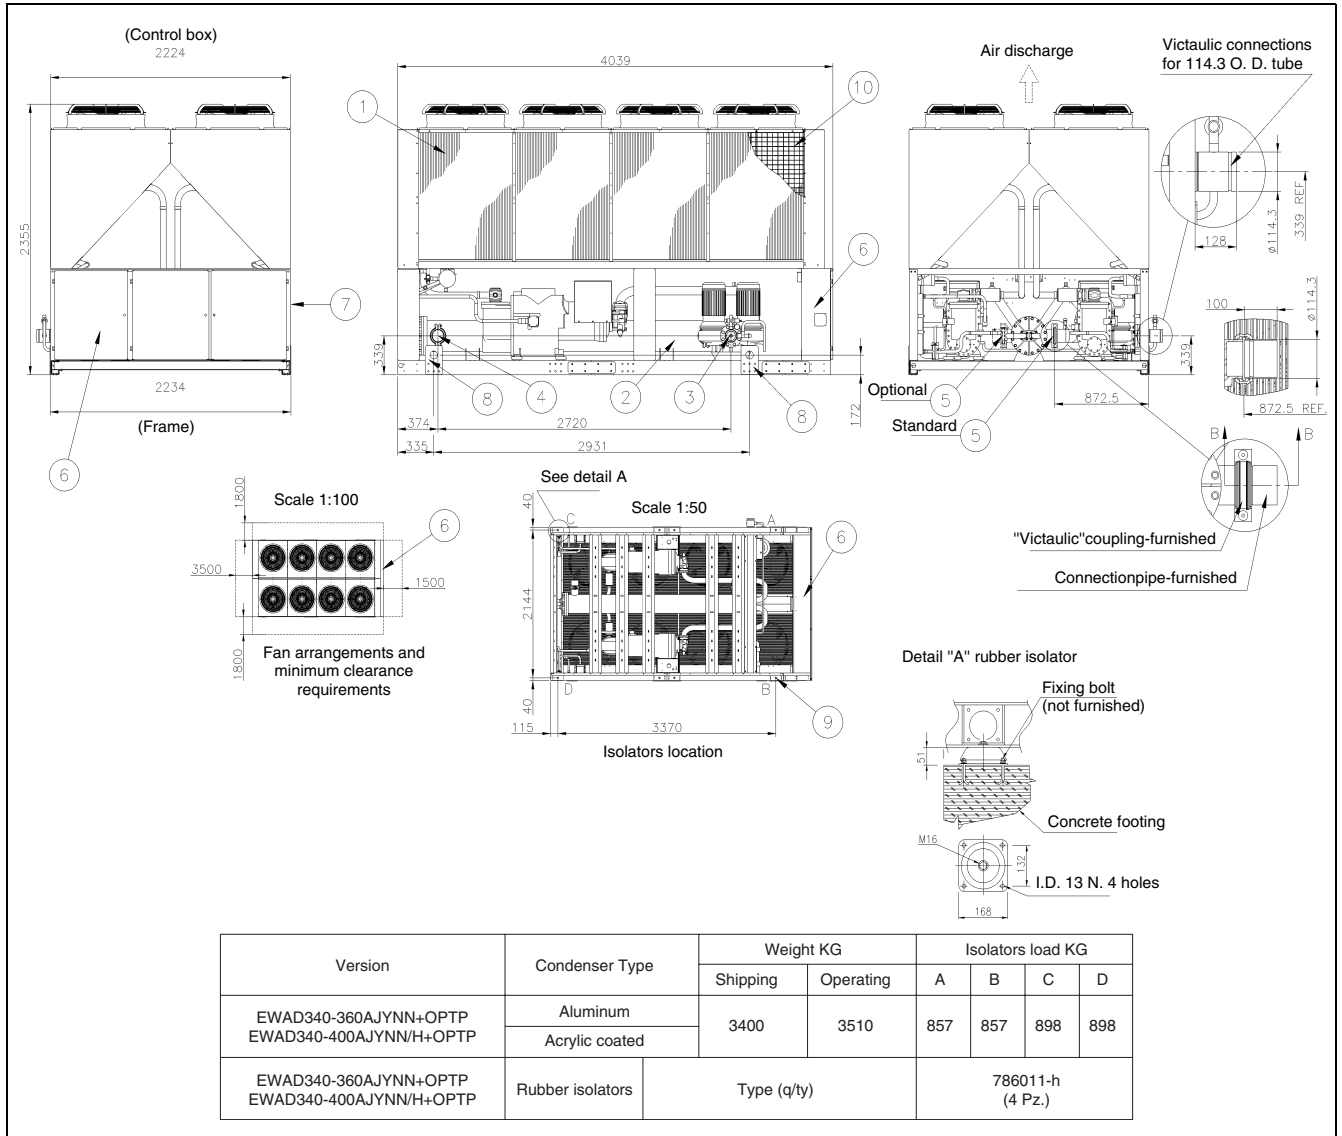 (Control box)
2224
2355
339
2234
(Frame)
6
7
4039
1
10
6
339
8
4
2
3
8
172
374
2720
335
2931
Air discharge
Victaulic connections
for 114.3 O. D. tube
128
ø114.3
339 REF
100
ø114.3
339
Optional
5
872.5
Standard
5
872.5 REF.
B
B
"Victaulic"coupling-furnished
Connectionpipe-furnished
Scale 1:100
1800
6
3500
1500
1800
Fan arrangements and
minimum clearance
requirements
See detail A
Scale 1:50
40
C
A
6
2144
D
B
40
9
115
3370
Isolators location
Detail "A" rubber isolator
Fixing bolt
(not furnished)
51
Concrete footing
M16
132
I.D. 13 N. 4 holes
168
Version
Condenser Type
Weight KG
Isolators load KG
Shipping
Operating
A
B
C
D
EWAD340-360AJYNN+OPTP
EWAD340-400AJYNN/H+OPTP
Aluminum
Acrylic coated
3400
3510
857
857
898
898
EWAD340-360AJYNN+OPTP
EWAD340-400AJYNN/H+OPTP
Rubber isolators
Type (q/ty)
786011-h
(4 Pz.)